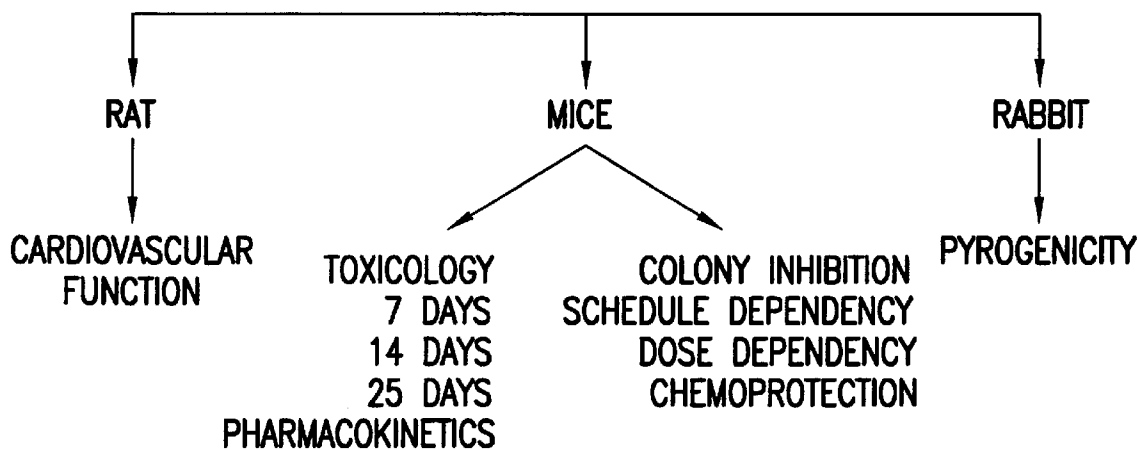 RAT
MICE
RABBIT
CARDIOVASCULAR
FUNCTION
TOXICOLOGY
7 DAYS
14 DAYS
25 DAYS
PHARMACOKINETICS
COLONY INHIBITION
SCHEDULE DEPENDENCY
DOSE DEPENDENCY
CHEMOPROTECTION
PYROGENICITY